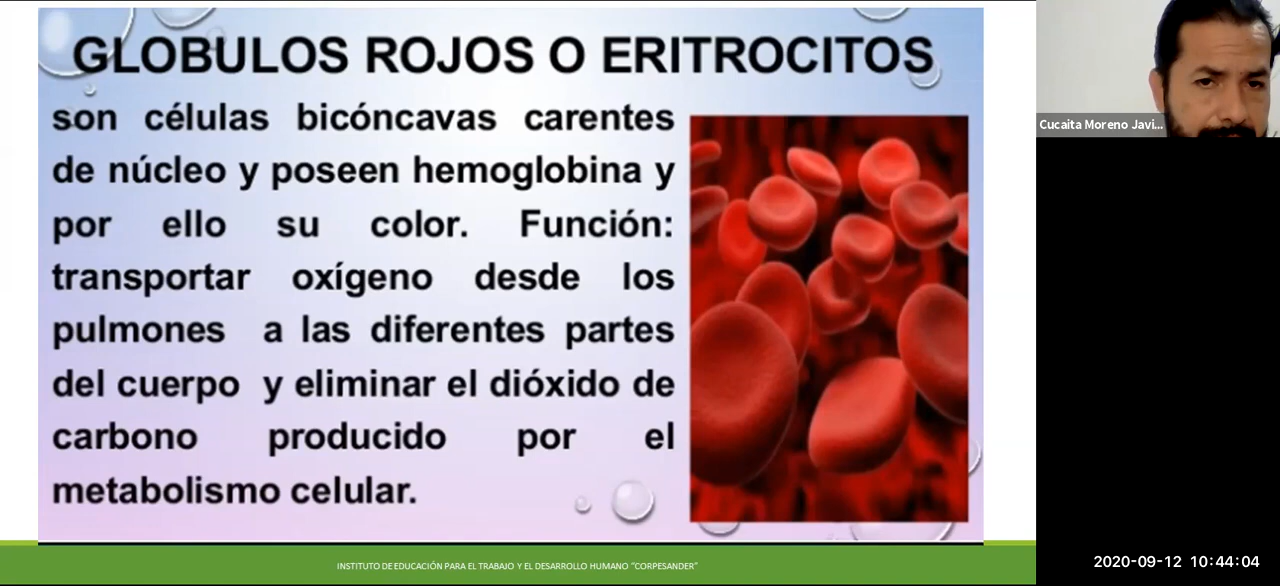 GLOBULOS ROJOS O ERITROCITOS
son células bicóncavas carentes
de núcleo y poseen hemoglobina y
por ello su color. Función:
transportar oxígeno desde los
pulmones a las diferentes partes
del cuerpo y eliminar el dióxido de
carbono producido por el
metabolismo celular.
Cucaita Moreno Javi...
INSTITUTO DE EDUCACIÓN PARA EL TRABAJO Y EL DESARROLLO HUMANO “CORPESANDER”
2020-09-12 10:44:04